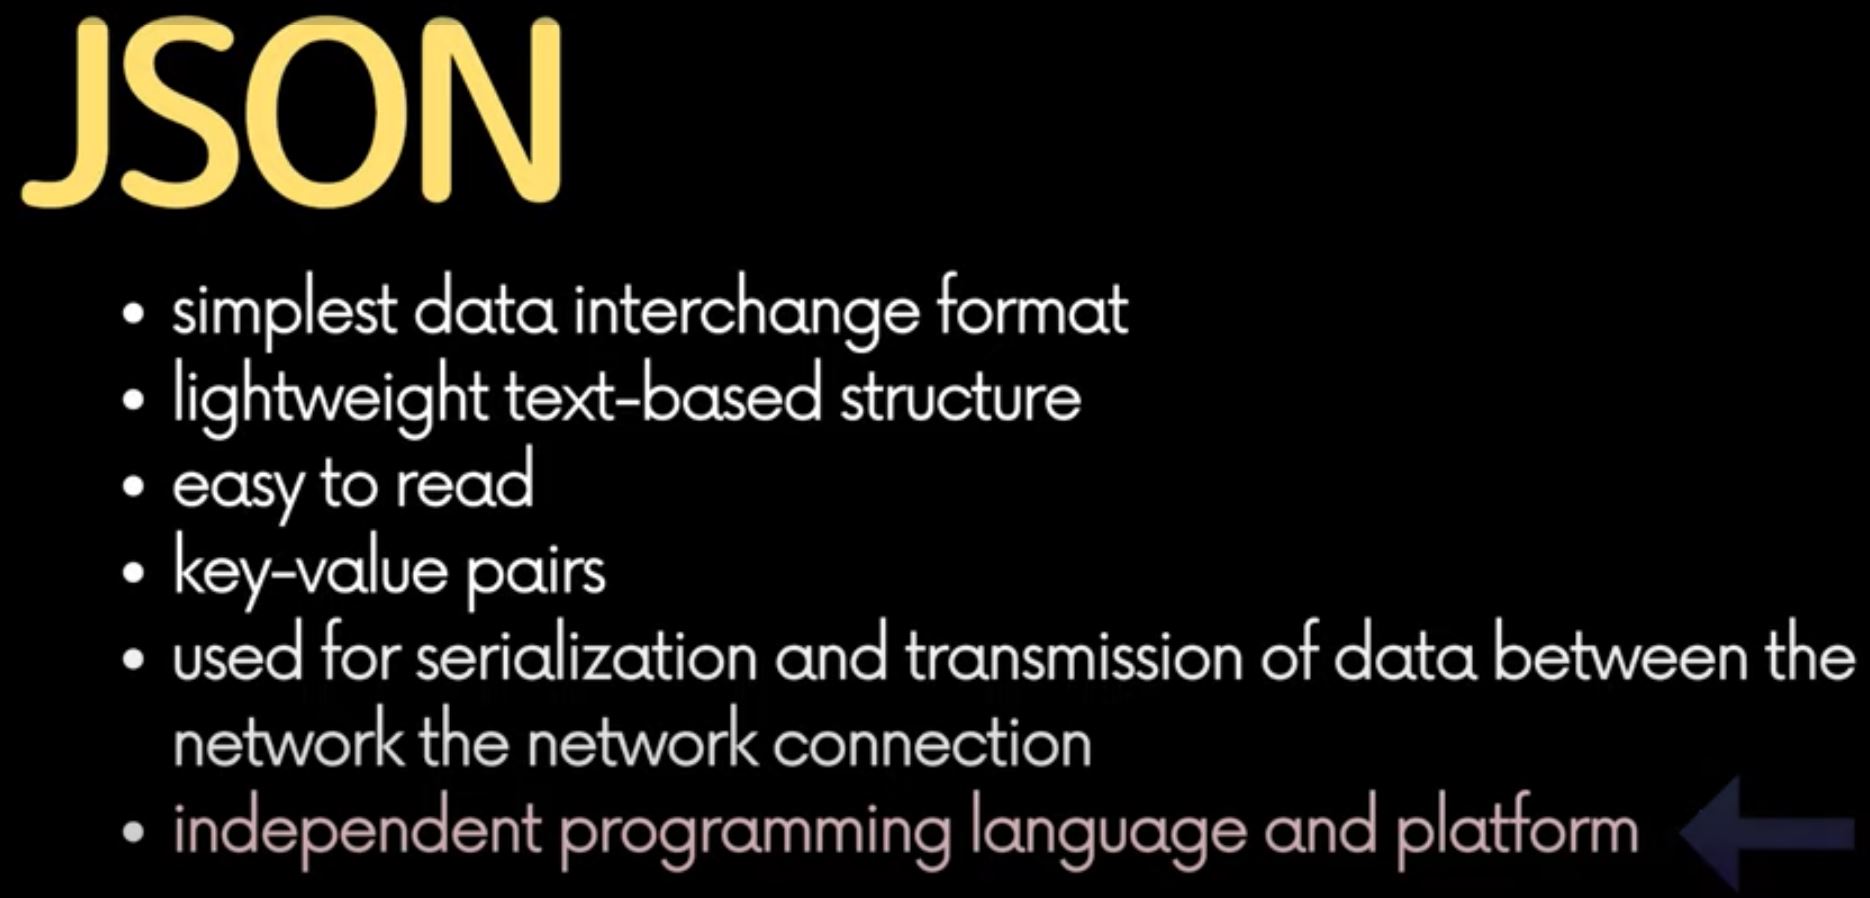 JSON
• simplest data interchange format
• lightweight text-based structure
• easy to read
• key-value pairs
• used for serialization and transmission of data between the
network the network connection
• independent programming language and platform